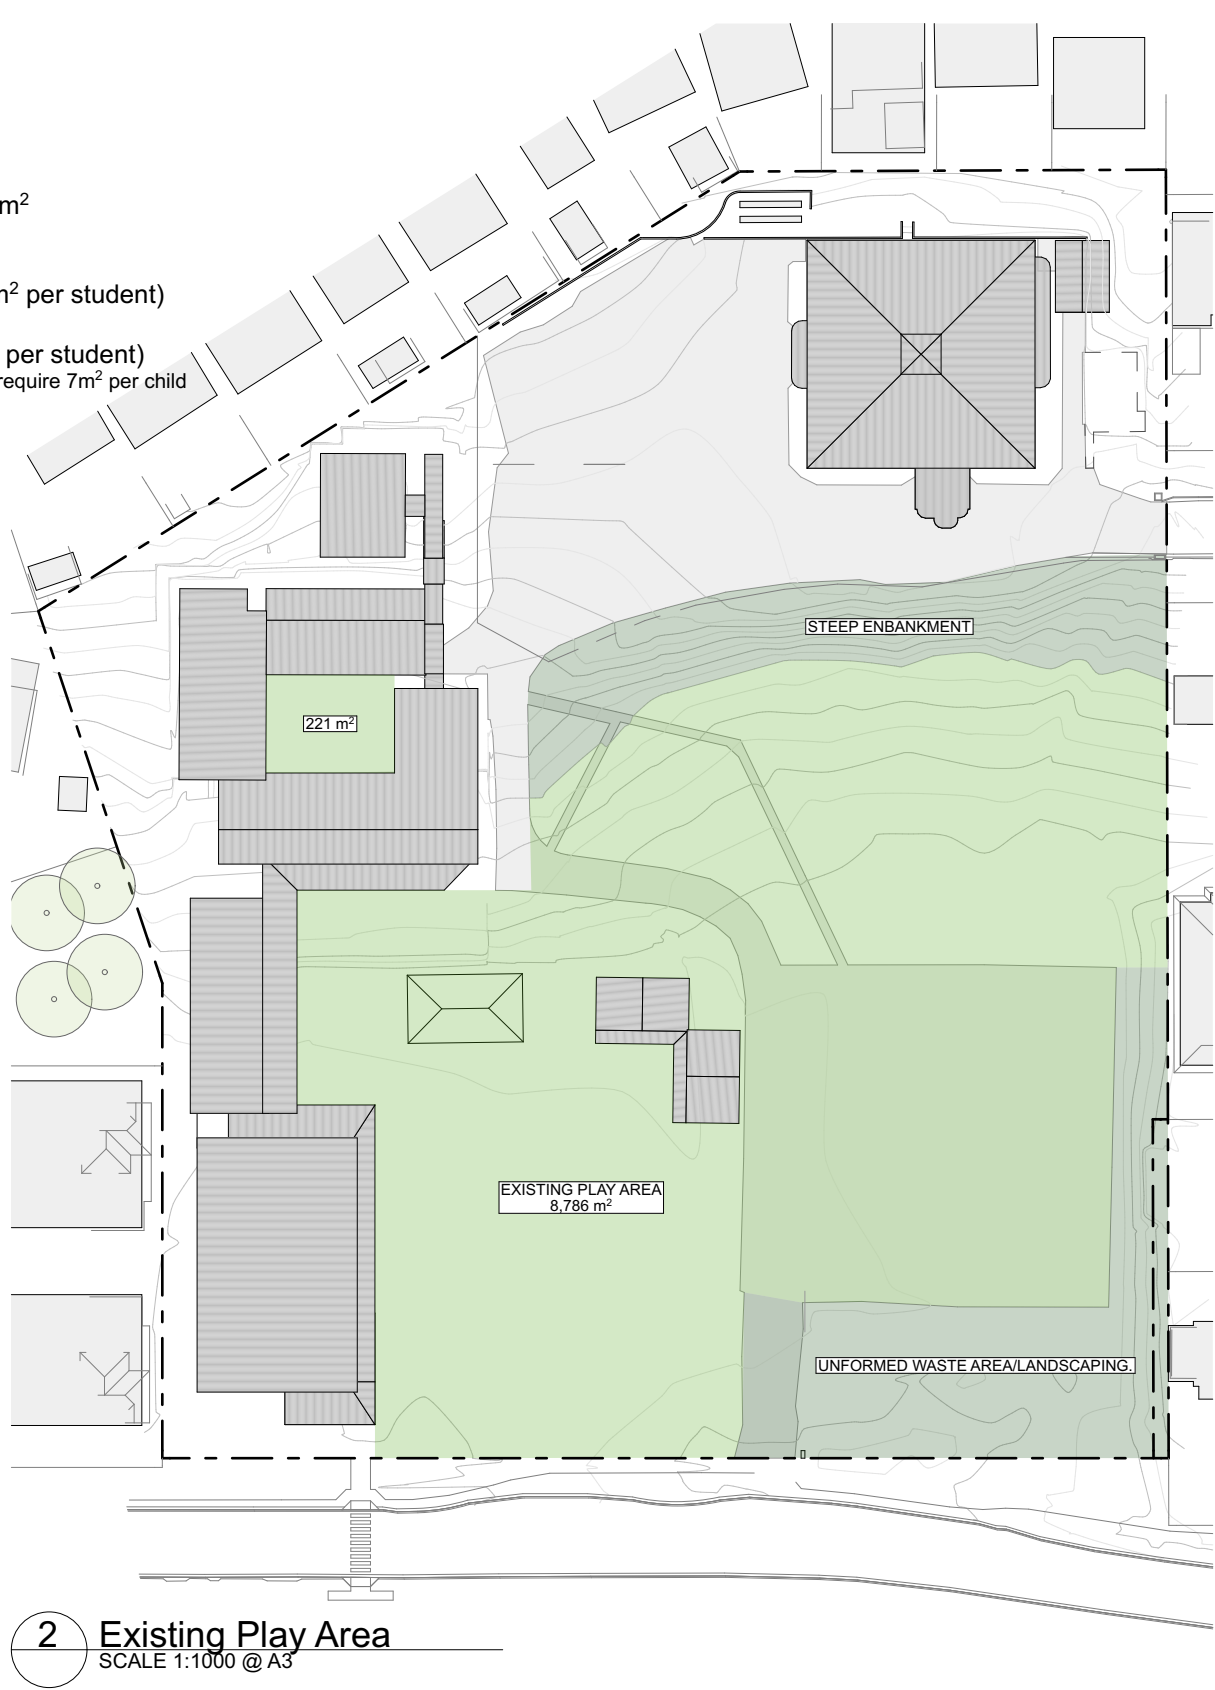 m²
m² per student)
per student)
require 7m² per child
STEEP ENBANKMENT
221 m²
EXISTING PLAY AREA
8,786 m²
UNFORMED WASTE AREA/LANDSCAPING.
2 Existing Play Area
SCALE 1:1000 @ A3